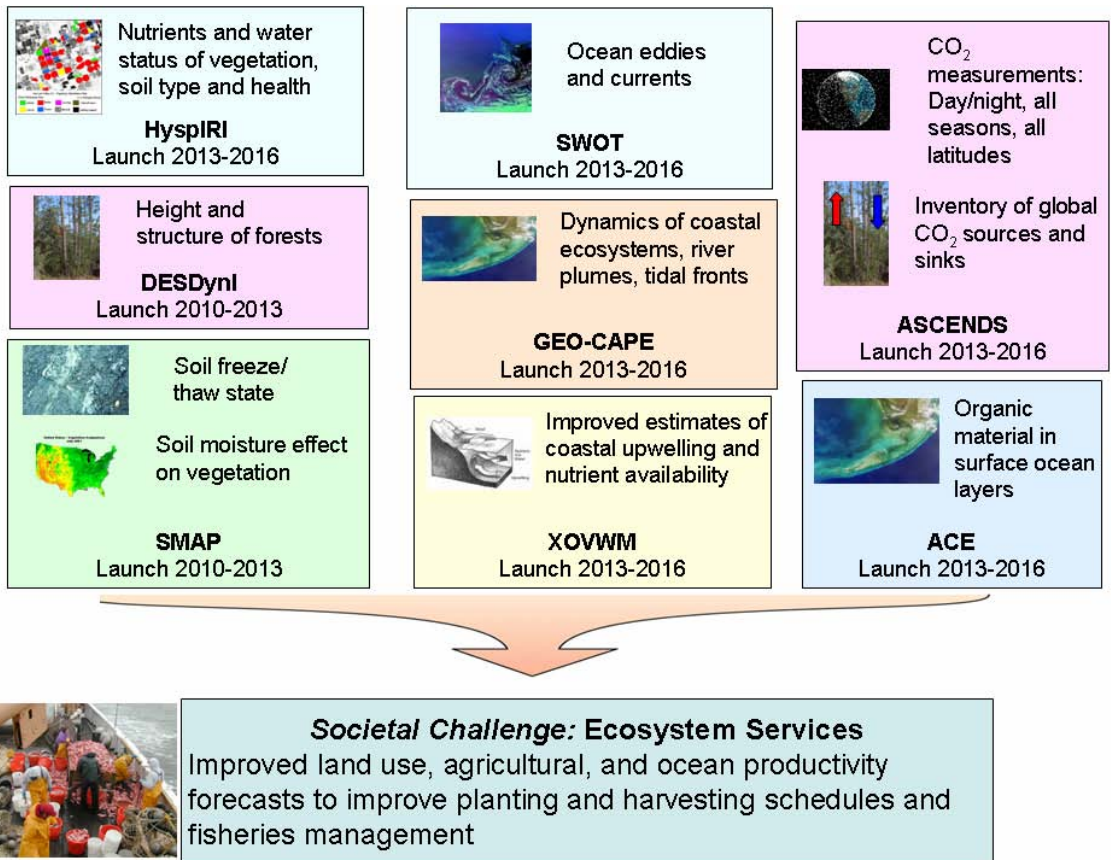 Nutrients and water
status of vegetation,
soil type and health
HyspIRI
Launch 2013-2016
Height and
structure of forests
DESDynI
Launch 2010-2013
Soil freeze/
thaw state
Soil moisture effect
on vegetation
SMAP
Launch 2010-2013
Ocean eddies
and currents
SWOT
Launch 2013-2016
Dynamics of coastal
ecosystems, river
plumes, tidal fronts
GEO-CAPE
Launch 2013-2016
Improved estimates of
coastal upwelling and
nutrient availability
XOVWM
Launch 2013-2016
CO₂
measurements:
Day/night, all
seasons, all
latitudes
Inventory of global
CO₂ sources and
sinks
ASCENDS
Launch 2013-2016
Organic
material in
surface ocean
layers
ACE
Launch 2013-2016
Societal Challenge: Ecosystem Services
Improved land use, agricultural, and ocean productivity
forecasts to improve planting and harvesting schedules and
fisheries management